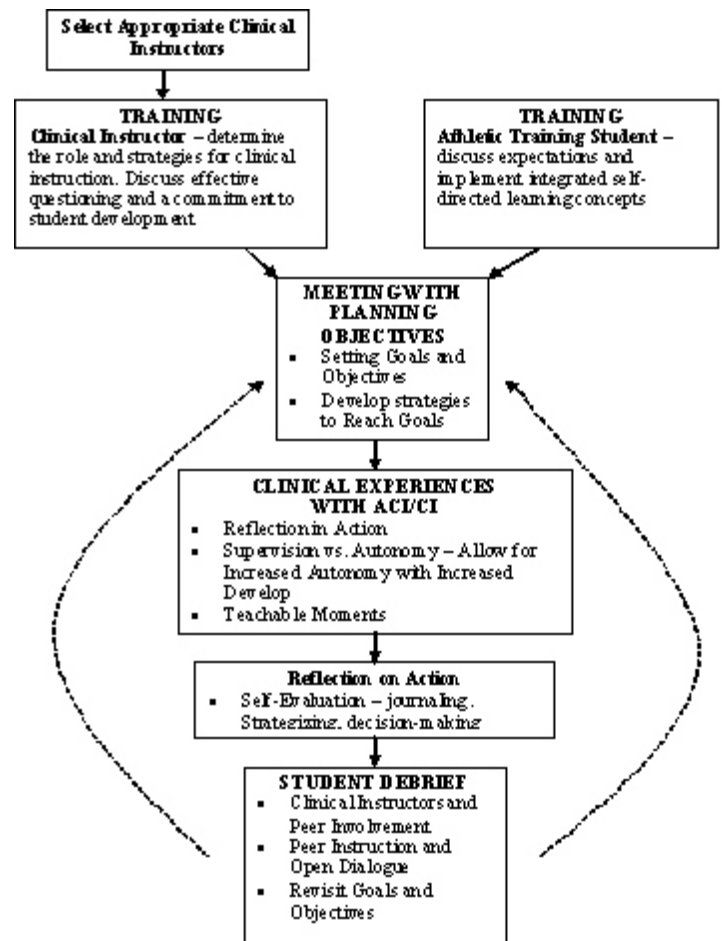 Select Appropriate Clinical
Instructors
TRAINING
Clinical Instructor – determine
the role and strategies for clinical
instruction. Discuss effective
questioning and a commitment to
student development
TRAINING
Athletic Training Student –
discuss expectations and
implement integrated self-
directed learning concepts
MEETING WITH
PLANNING
OBJECTIVES
▪ Setting Goals and
Objectives
▪ Develop strategies
to Reach Goals
CLINICAL EXPERIENCES
WITH ACI/CI
▪ Reflection in Action
▪ Supervision vs. Autonomy – Allow for
Increased Autonomy with Increased
Develop
▪ Teachable Moments
Reflection on Action
▪ Self-Evaluation – journaling,
Strategizing, decision-making
STUDENT DEBRIEF
▪ Clinical Instructors and
Peer Involvement
▪ Peer Instruction and
Open Dialogue
▪ Revisit Goals and
Objectives